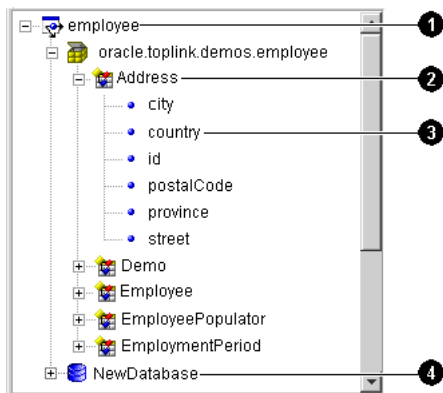 employee 1
oracle.toplink.demos.employee
Address 2
city
country 3
id
postalCode
province
street
Demo
Employee
EmployeePopulator
EmploymentPeriod
NewDatabase 4